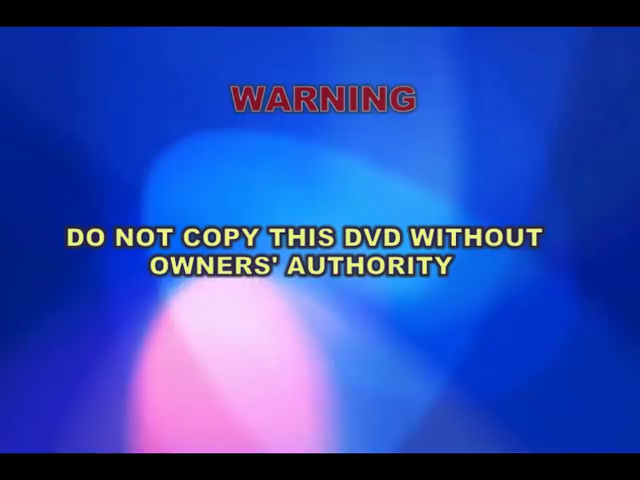 WARNING
DO NOT COPY THIS DVD WITHOUT
OWNERS' AUTHORITY